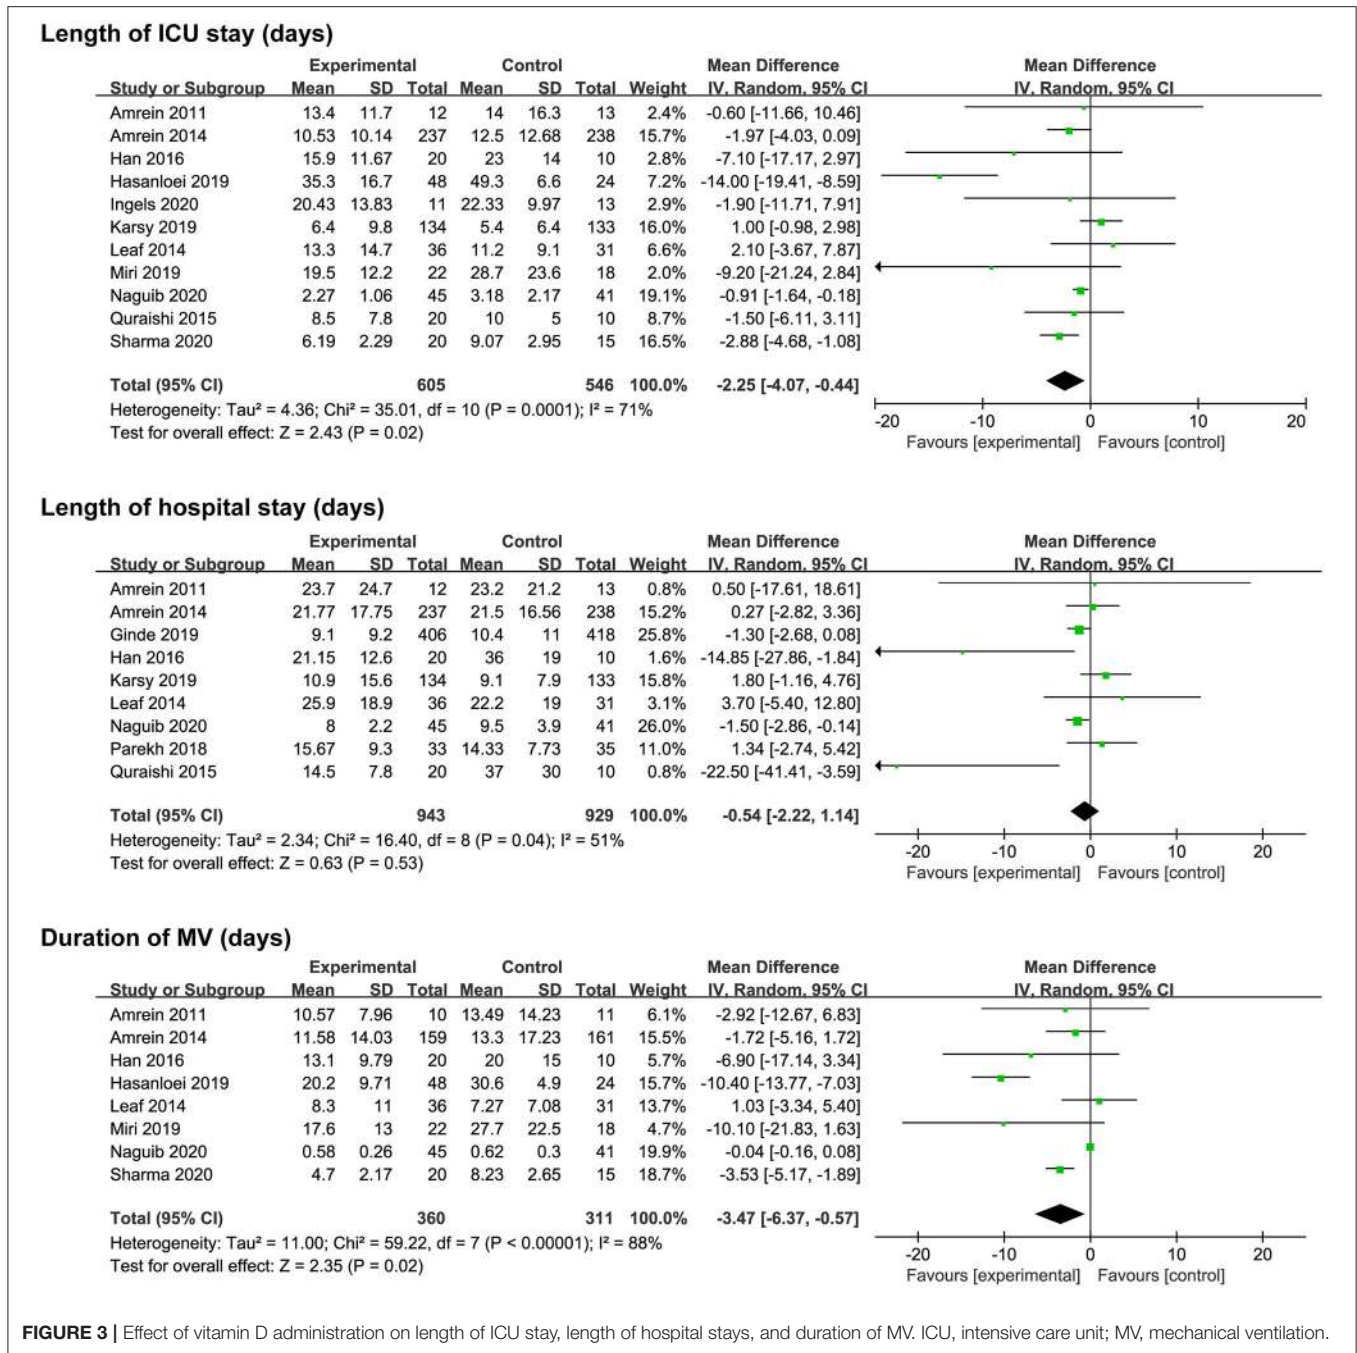 Length of ICU stay (days)
Experimental Control Mean Difference Mean Difference
Study or Subgroup Mean SD Total Mean SD Total Weight IV, Random, 95% CI IV, Random, 95% CI
Amrein 2011 13.4 11.7 12 14 16.3 13 2.4% -0.60 [-11.66, 10.46]
Amrein 2014 10.53 10.14 237 12.5 12.68 238 15.7% -1.97 [-4.03, 0.09]
Han 2016 15.9 11.67 20 23 14 10 2.8% -7.10 [-17.17, 2.97]
Hasanloei 2019 35.3 16.7 48 49.3 6.6 24 7.2% -14.00 [-19.41, -8.59]
Ingels 2020 20.43 13.83 11 22.33 9.97 13 2.9% -1.90 [-11.71, 7.91]
Karsy 2019 6.4 9.8 134 5.4 6.4 133 16.0% 1.00 [-0.98, 2.98]
Leaf 2014 13.3 14.7 36 11.2 9.1 31 6.6% 2.10 [-3.67, 7.87]
Miri 2019 19.5 12.2 22 28.7 23.6 18 2.0% -9.20 [-21.24, 2.84]
Naguib 2020 2.27 1.06 45 3.18 2.17 41 19.1% -0.91 [-1.64, -0.18]
Quraishi 2015 8.5 7.8 20 10 5 10 8.7% -1.50 [-6.11, 3.11]
Sharma 2020 6.19 2.29 20 9.07 2.95 15 16.5% -2.88 [-4.68, -1.08]
Total (95% CI) 605 546 100.0% -2.25 [-4.07, -0.44]
Heterogeneity: Tau² = 4.36; Chi² = 35.01, df = 10 (P = 0.0001); I² = 71%
Test for overall effect: Z = 2.43 (P = 0.02)
-20 -10 0 10 20
Favours [experimental] Favours [control]
Length of hospital stay (days)
Experimental Control Mean Difference Mean Difference
Study or Subgroup Mean SD Total Mean SD Total Weight IV, Random, 95% CI IV, Random, 95% CI
Amrein 2011 23.7 24.7 12 23.2 21.2 13 0.8% 0.50 [-17.61, 18.61]
Amrein 2014 21.77 17.75 237 21.5 16.56 238 15.2% 0.27 [-2.82, 3.36]
Ginde 2019 9.1 9.2 406 10.4 11 418 25.8% -1.30 [-2.68, 0.08]
Han 2016 21.15 12.6 20 36 19 10 1.6% -14.85 [-27.86, -1.84]
Karsy 2019 10.9 15.6 134 9.1 7.9 133 15.8% 1.80 [-1.16, 4.76]
Leaf 2014 25.9 18.9 36 22.2 19 31 3.1% 3.70 [-5.40, 12.80]
Naguib 2020 8 2.2 45 9.5 3.9 41 26.0% -1.50 [-2.86, -0.14]
Parekh 2018 15.67 9.3 33 14.33 7.73 35 11.0% 1.34 [-2.74, 5.42]
Quraishi 2015 14.5 7.8 20 37 30 10 0.8% -22.50 [-41.41, -3.59]
Total (95% CI) 943 929 100.0% -0.54 [-2.22, 1.14]
Heterogeneity: Tau² = 2.34; Chi² = 16.40, df = 8 (P = 0.04); I² = 51%
Test for overall effect: Z = 0.63 (P = 0.53)
-20 -10 0 10 20
Favours [experimental] Favours [control]
Duration of MV (days)
Experimental Control Mean Difference Mean Difference
Study or Subgroup Mean SD Total Mean SD Total Weight IV, Random, 95% CI IV, Random, 95% CI
Amrein 2011 10.57 7.96 10 13.49 14.23 11 6.1% -2.92 [-12.67, 6.83]
Amrein 2014 11.58 14.03 159 13.3 17.23 161 15.5% -1.72 [-5.16, 1.72]
Han 2016 13.1 9.79 20 20 15 10 5.7% -6.90 [-17.14, 3.34]
Hasanloei 2019 20.2 9.71 48 30.6 4.9 24 15.7% -10.40 [-13.77, -7.03]
Leaf 2014 8.3 11 36 7.27 7.08 31 13.7% 1.03 [-3.34, 5.40]
Miri 2019 17.6 13 22 27.7 22.5 18 4.7% -10.10 [-21.83, 1.63]
Naguib 2020 0.58 0.26 45 0.62 0.3 41 19.9% -0.04 [-0.16, 0.08]
Sharma 2020 4.7 2.17 20 8.23 2.65 15 18.7% -3.53 [-5.17, -1.89]
Total (95% CI) 360 311 100.0% -3.47 [-6.37, -0.57]
Heterogeneity: Tau² = 11.00; Chi² = 59.22, df = 7 (P < 0.00001); I² = 88%
Test for overall effect: Z = 2.35 (P = 0.02)
-20 -10 0 10 20
Favours [experimental] Favours [control]
FIGURE 3 | Effect of vitamin D administration on length of ICU stay, length of hospital stays, and duration of MV. ICU, intensive care unit; MV, mechanical ventilation.